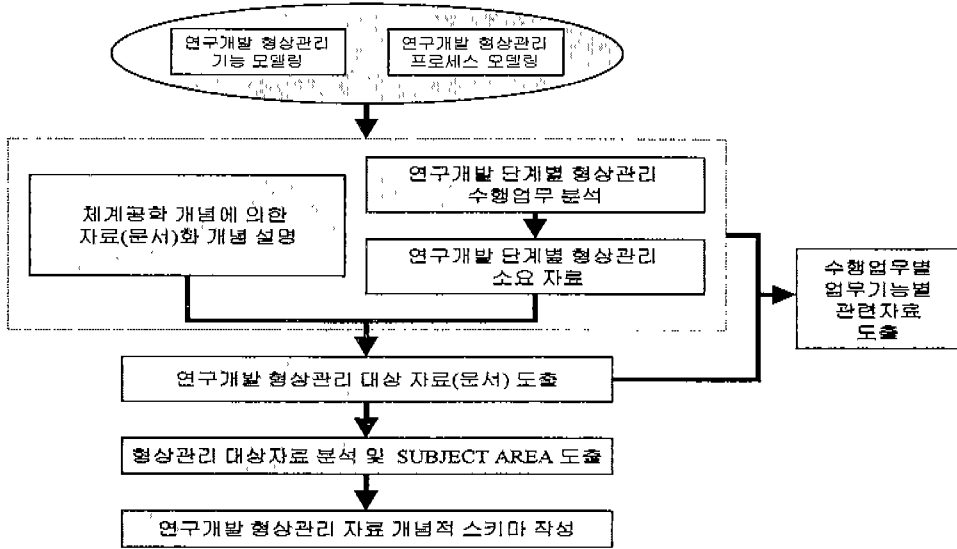 연구개발 형상관리
기능 모델링
연구개발 형상관리
프로세스 모델링
체계공학 개념에 의한
자료(문서)화 개념 설명
연구개발 단계별 형상관리
수행업무 분석
연구개발 단계별 형상관리
소요 자료
수행업무별
업무기능별
관련자료
도출
연구개발 형상관리 대상 자료(문서) 도출
형상관리 대상자료 분석 및 SUBJECT AREA 도출
연구개발 형상관리 자료 개념적 스키마 작성